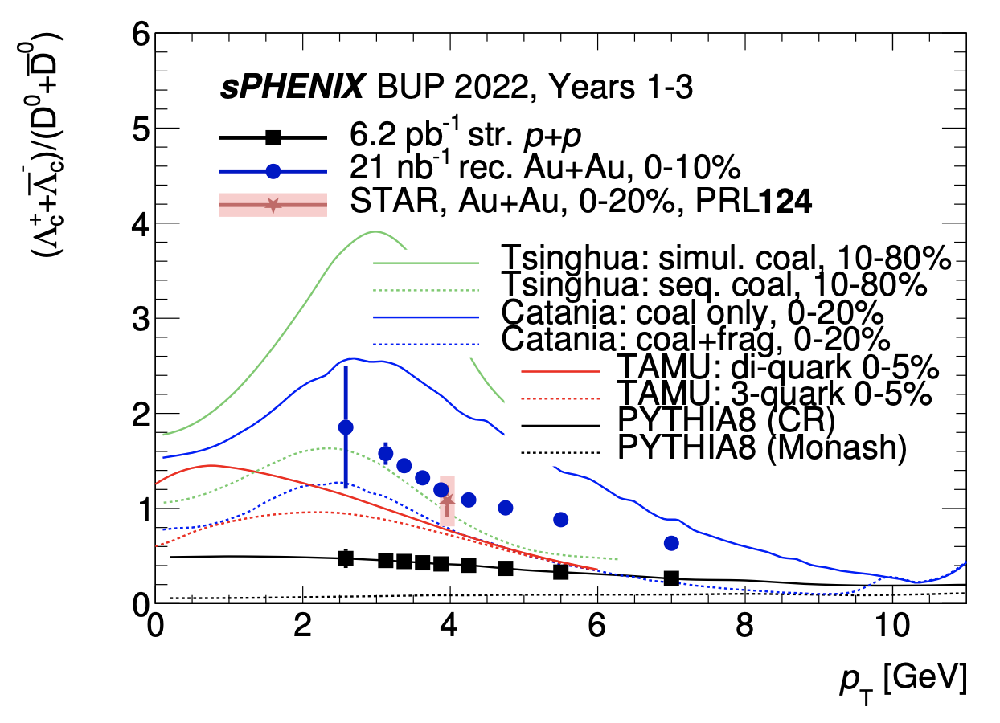 (Λc⁺+Λ̅c⁻)/(D⁰+D̅⁰)
6
5
4
3
2
1
0
sPHENIX BUP 2022, Years 1-3
6.2 pb⁻¹ str. p+p
21 nb⁻¹ rec. Au+Au, 0-10%
STAR, Au+Au, 0-20%, PRL124
Tsinghua: simul. coal, 10-80%
Tsinghua: seq. coal, 10-80%
Catania: coal only, 0-20%
Catania: coal+frag, 0-20%
TAMU: di-quark 0-5%
TAMU: 3-quark 0-5%
PYTHIA8 (CR)
PYTHIA8 (Monash)
0 2 4 6 8 10
pT [GeV]